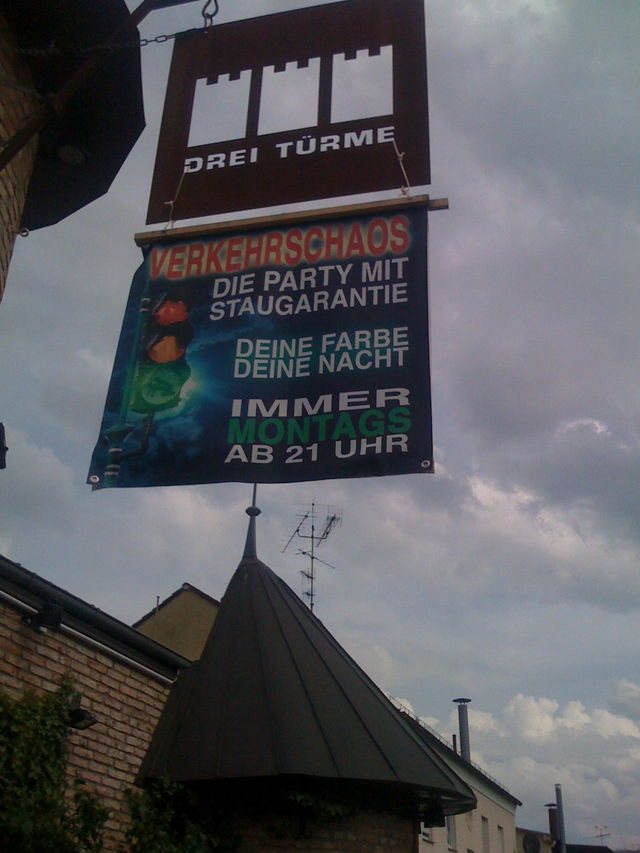 DREI TÜRME
VERKEHRSCHAOS
DIE PARTY MIT
STAUGARANTIE
DEINE FARBE
DEINE NACHT
IMMER
MONTAGS
AB 21 UHR